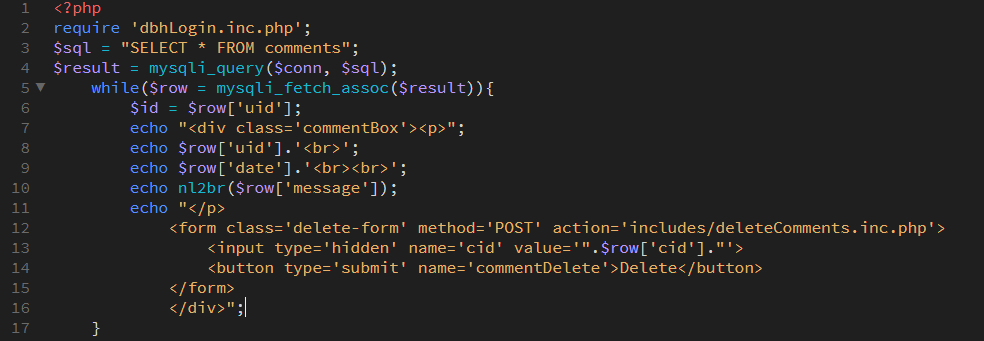 1 <?php
2 require 'dbhLogin.inc.php';
3 $sql = "SELECT * FROM comments";
4 $result = mysqli_query($conn, $sql);
5     while($row = mysqli_fetch_assoc($result)){
6         $id = $row['uid'];
7         echo "<div class='commentBox'><p>";
8         echo $row['uid'].'<br>';
9         echo $row['date'].'<br><br>';
10         echo nl2br($row['message']);
11         echo "</p>
12             <form class='delete-form' method='POST' action='includes/deleteComments.inc.php'>
13                 <input type='hidden' name='cid' value='".$row['cid']."'>
14                 <button type='submit' name='commentDelete'>Delete</button>
15             </form>
16             </div>";
17     }